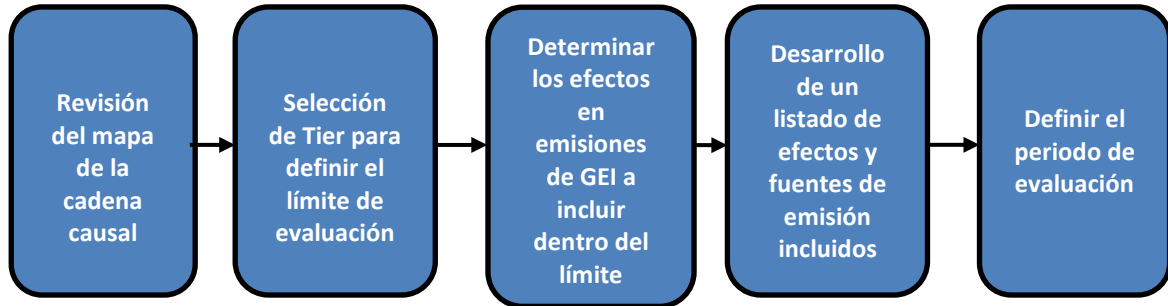 Revisión
del mapa
de la
cadena
causal
Selección
de Tier para
definir el
límite de
evaluación
Determinar
los efectos
en
emisiones
de GEI a
incluir
dentro del
límite
Desarrollo
de un
listado de
efectos y
fuentes de
emisión
incluidos
Definir el
periodo de
evaluación